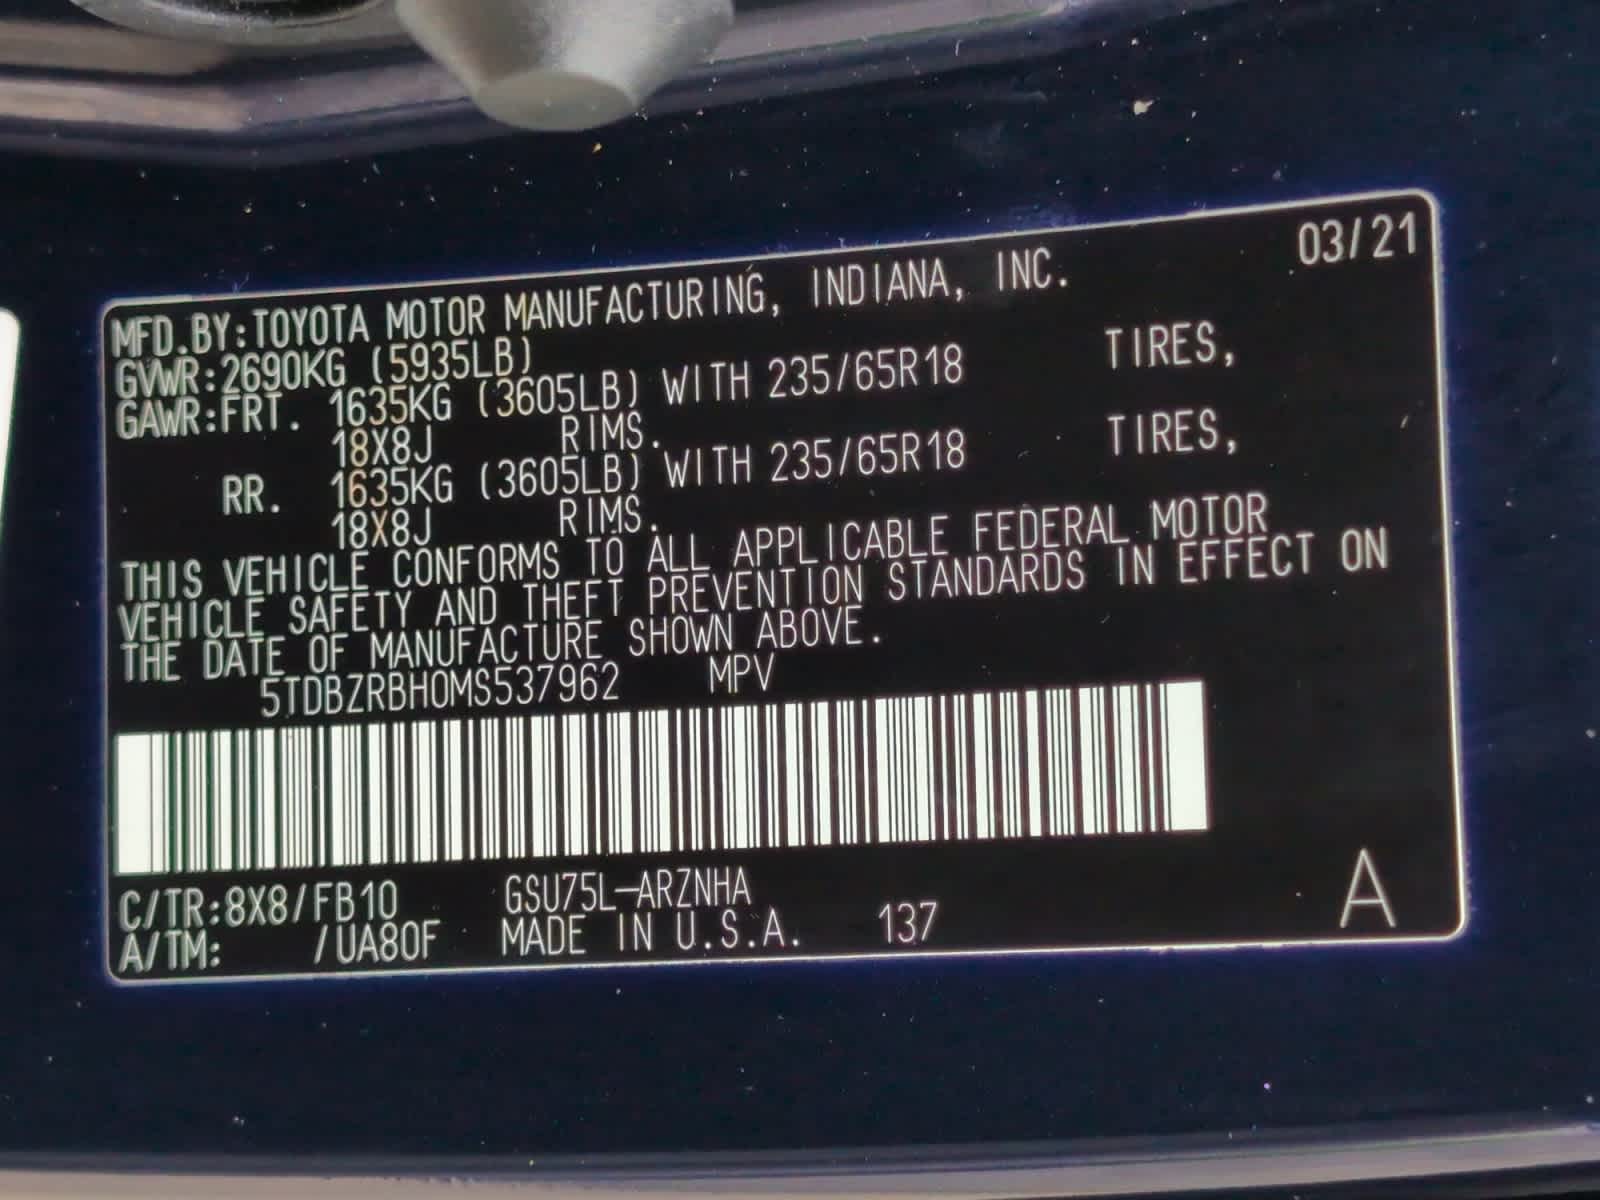 03/21
MFD.BY:TOYOTA MOTOR MANUFACTURING, INDIANA, INC.
GVWR:2690KG (5935LB)
GAWR:FRT. 1635KG (3605LB) WITH 235/65R18 TIRES,
18X8J RIMS.
RR. 1635KG (3605LB) WITH 235/65R18 TIRES,
18X8J RIMS.
THIS VEHICLE CONFORMS TO ALL APPLICABLE FEDERAL MOTOR
VEHICLE SAFETY AND THEFT PREVENTION STANDARDS IN EFFECT ON
THE DATE OF MANUFACTURE SHOWN ABOVE.
5TDBZRBH0MS537962 MPV
C/TR:8X8/FB10 GSU75L-ARZNHA
A/TM: /UA80F MADE IN U.S.A. 137
A